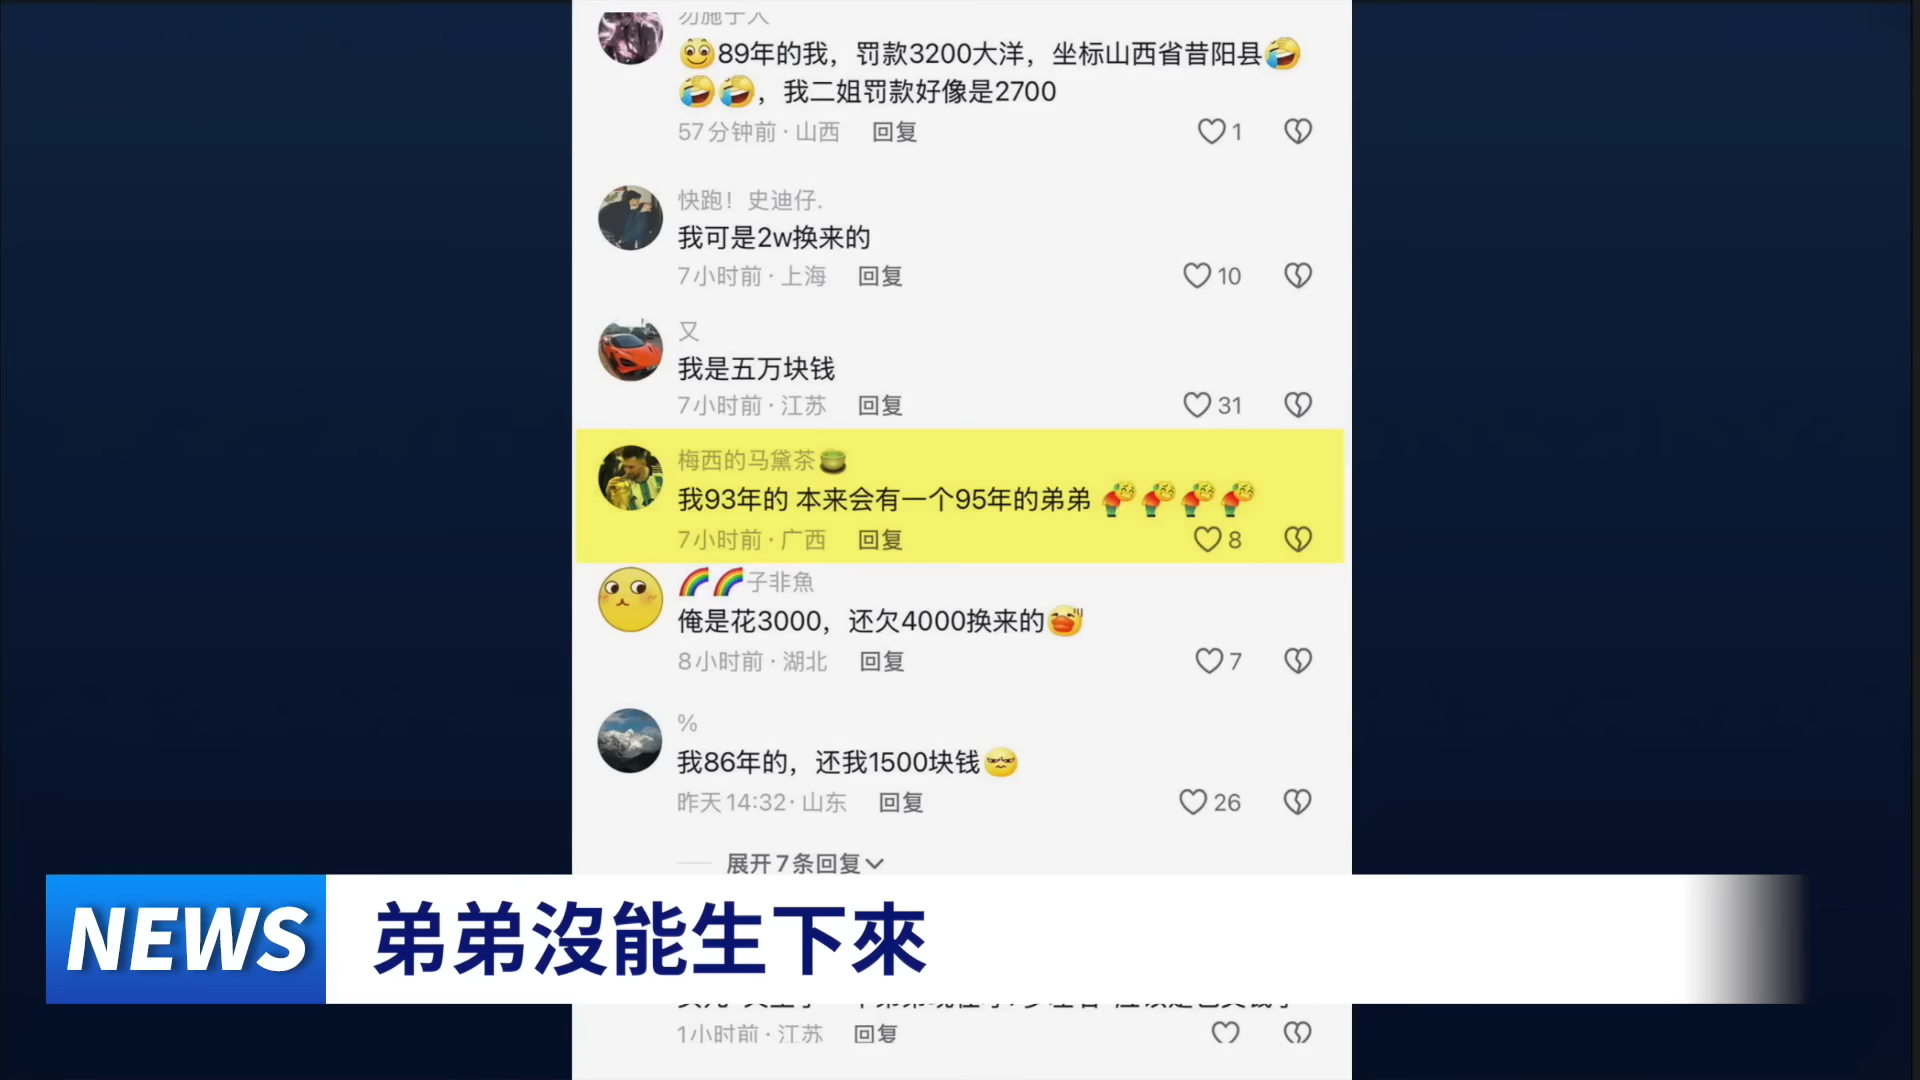 勿施于人
89年的我，罚款3200大洋，坐标山西省昔阳县
，我二姐罚款好像是2700
57分钟前·山西 回复 1
快跑！史迪仔.
我可是2w换来的
7小时前·上海 回复 10
又
我是五万块钱
7小时前·江苏 回复 31
梅西的马黛茶
我93年的 本来会有一个95年的弟弟
7小时前·广西 回复 8
子非魚
俺是花3000，还欠4000换来的
8小时前·湖北 回复 7
%
我86年的，还我1500块钱
昨天14:32·山东 回复 26
展开7条回复
NEWS 弟弟沒能生下來
1小时前·江苏 回复